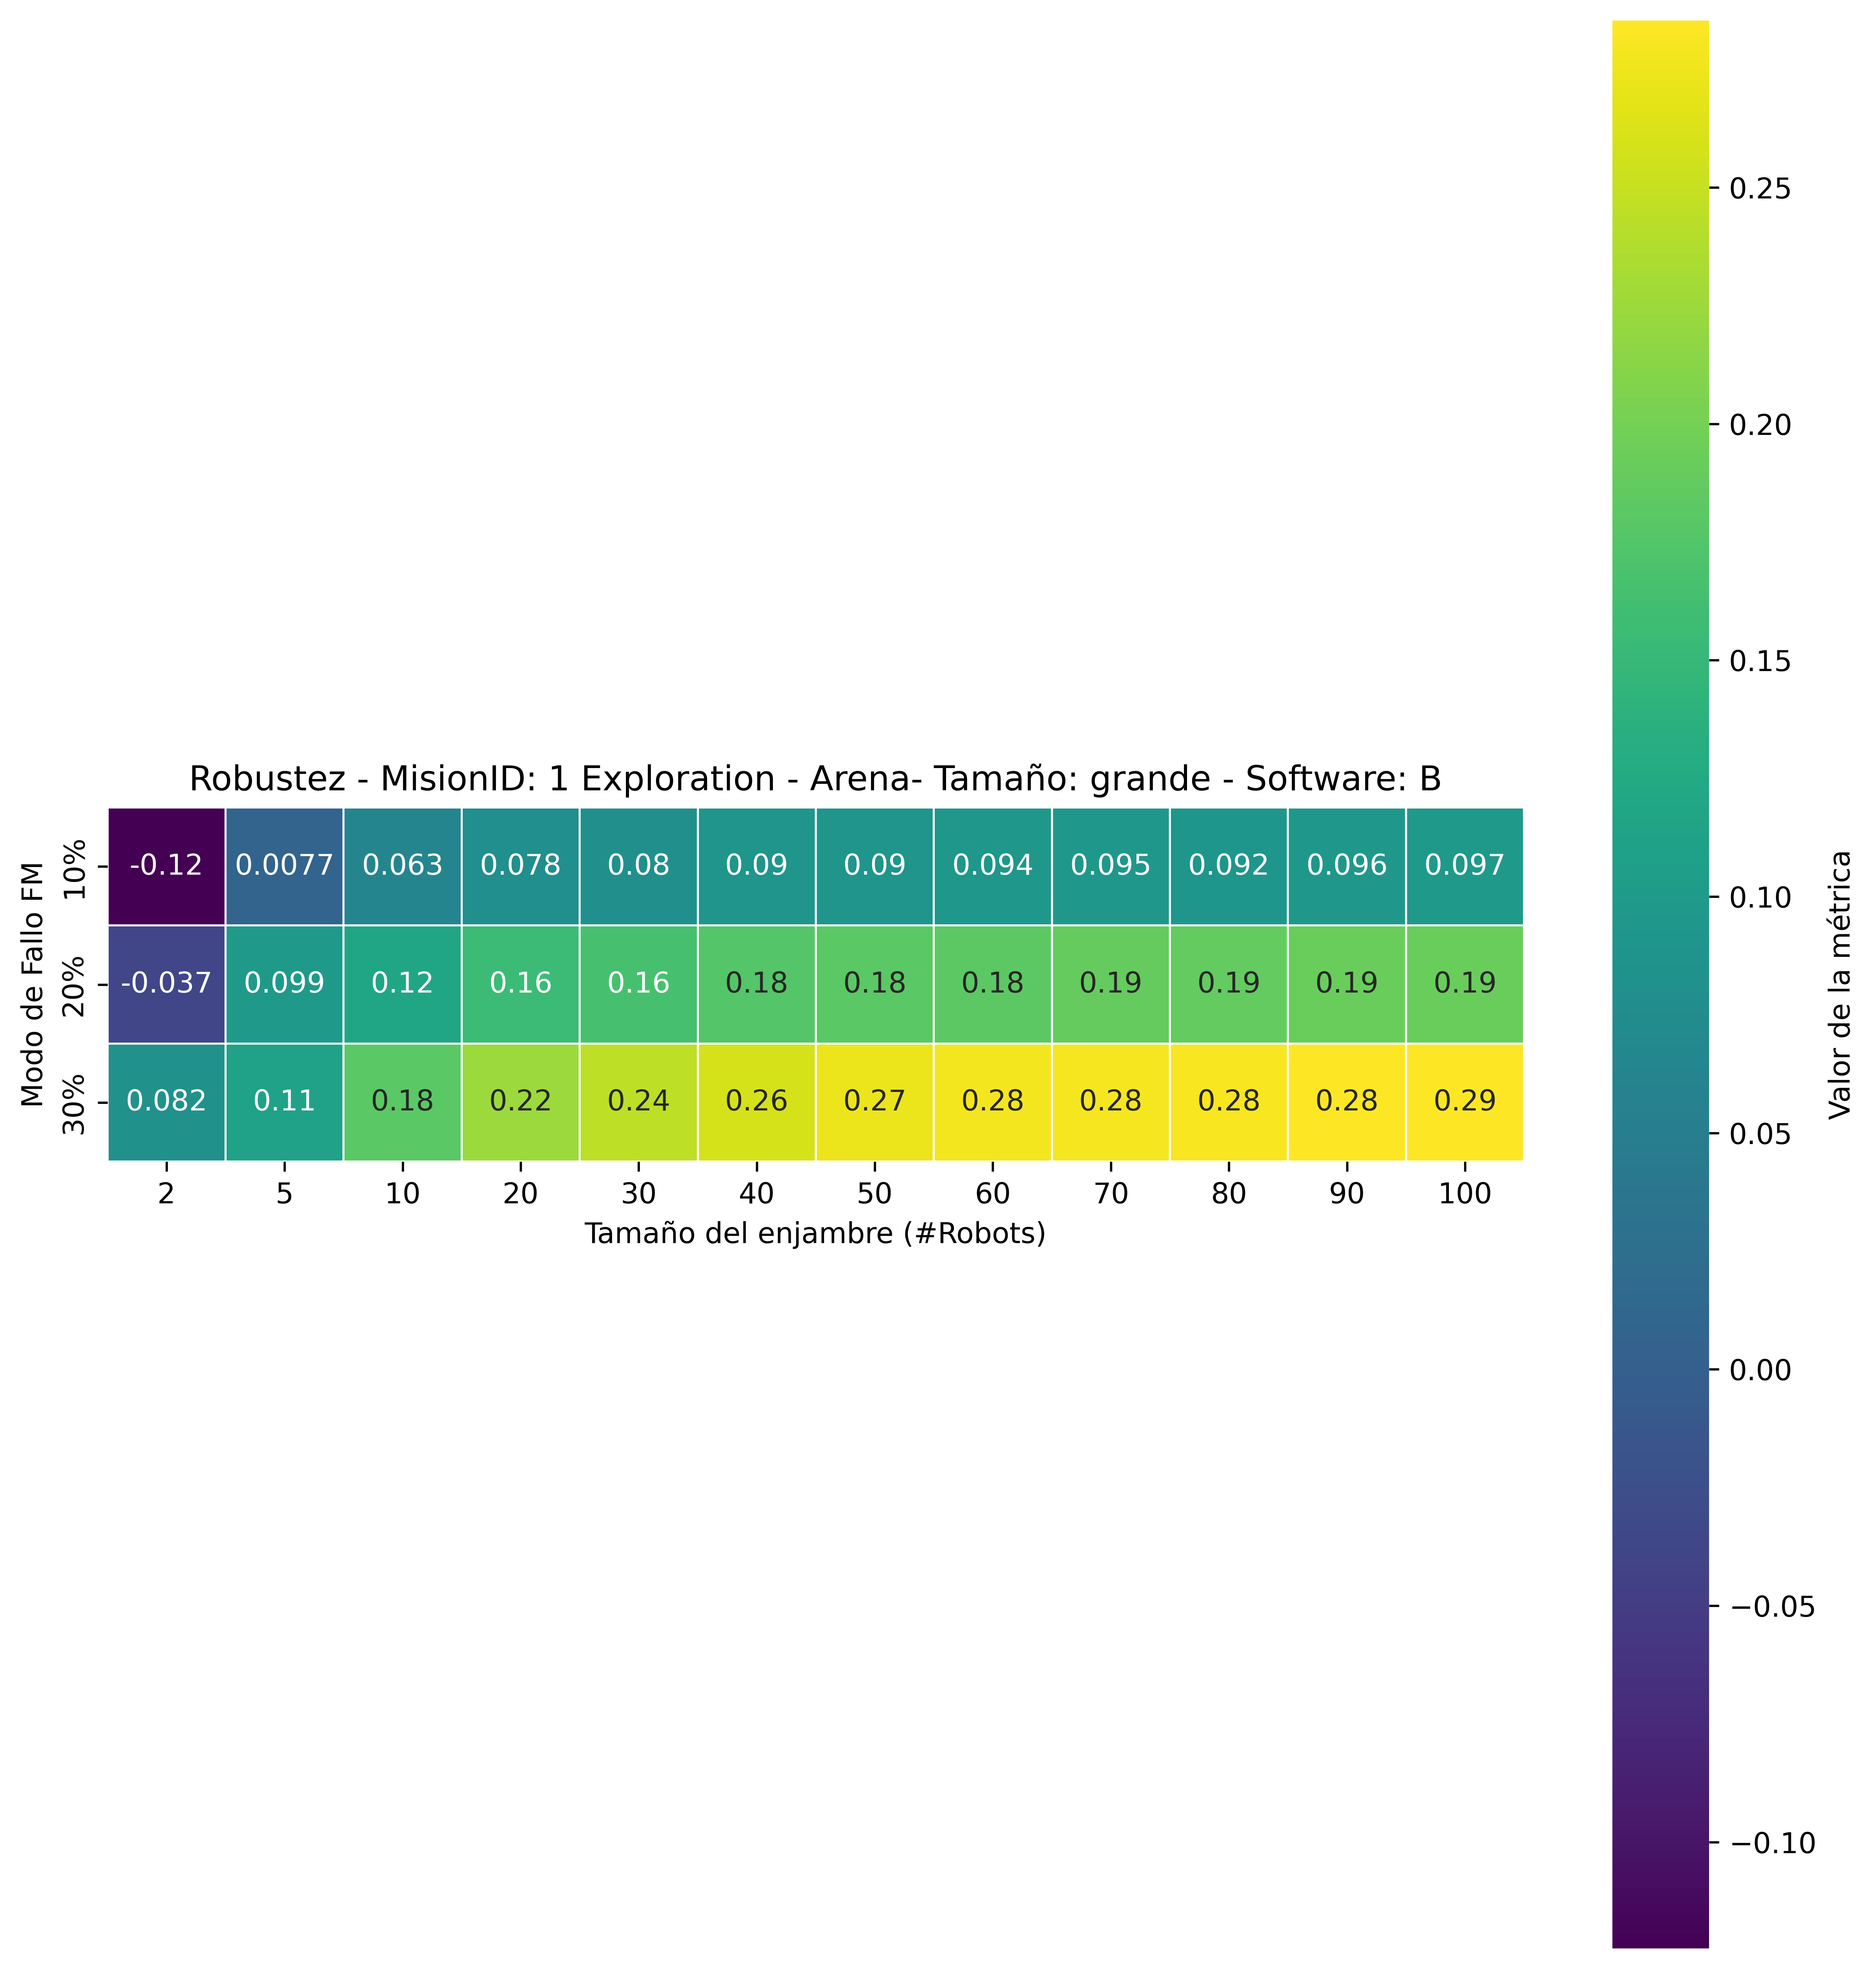 Robustez - MisionID: 1 Exploration - Arena- Tamaño: grande - Software: B
Modo de Fallo FM
10% -0.12 0.0077 0.063 0.078 0.08 0.09 0.09 0.094 0.095 0.092 0.096 0.097
20% -0.037 0.099 0.12 0.16 0.16 0.18 0.18 0.18 0.19 0.19 0.19 0.19
30% 0.082 0.11 0.18 0.22 0.24 0.26 0.27 0.28 0.28 0.28 0.28 0.29
2 5 10 20 30 40 50 60 70 80 90 100
Tamaño del enjambre (#Robots)
0.25
0.20
0.15
0.10
0.05
0.00
−0.05
−0.10
Valor de la métrica